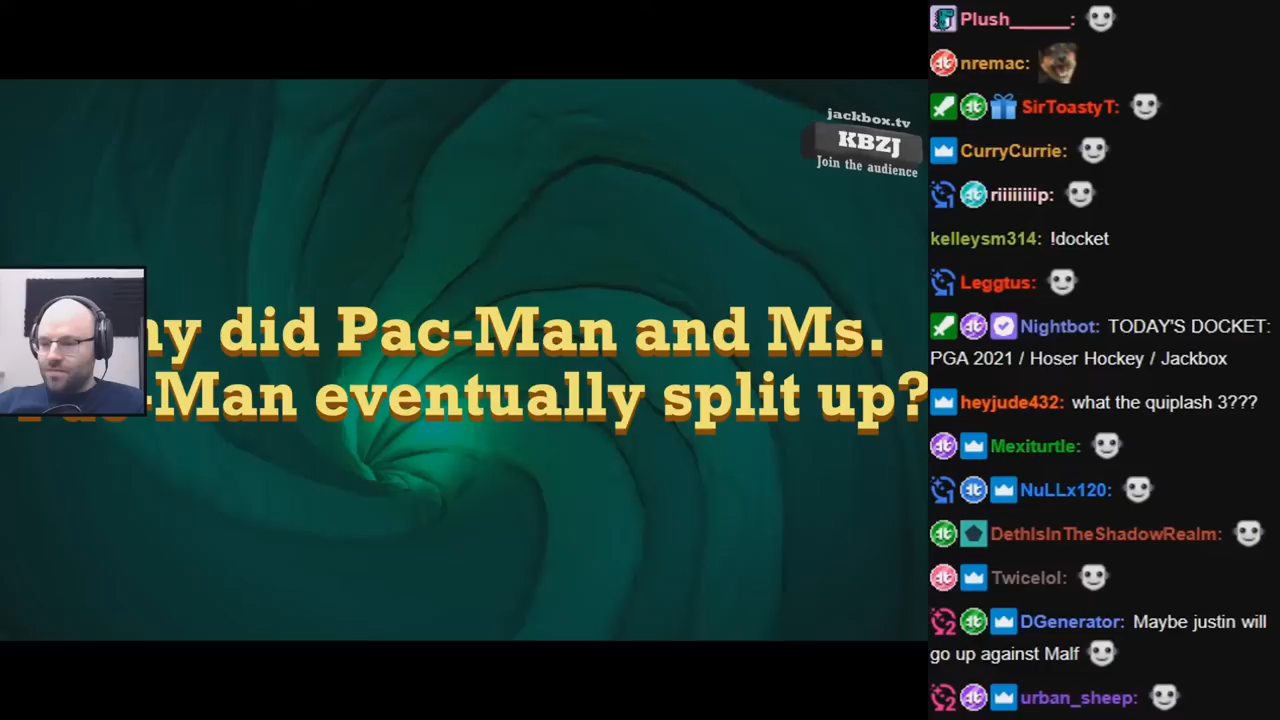 jackbox.tv
KBZJ
Join the audience
hy did Pac-Man and Ms.
-Man eventually split up?
Plush______:
nremac:
SirToastyT:
CurryCurrie:
riiiiiiiip:
kelleysm314: !docket
Leggtus:
Nightbot: TODAY'S DOCKET:
PGA 2021 / Hoser Hockey / Jackbox
heyjude432: what the quiplash 3???
Mexiturtle:
NuLLx120:
DethIsInTheShadowRealm:
Twicelol:
DGenerator: Maybe justin will
go up against Malf
urban_sheep: